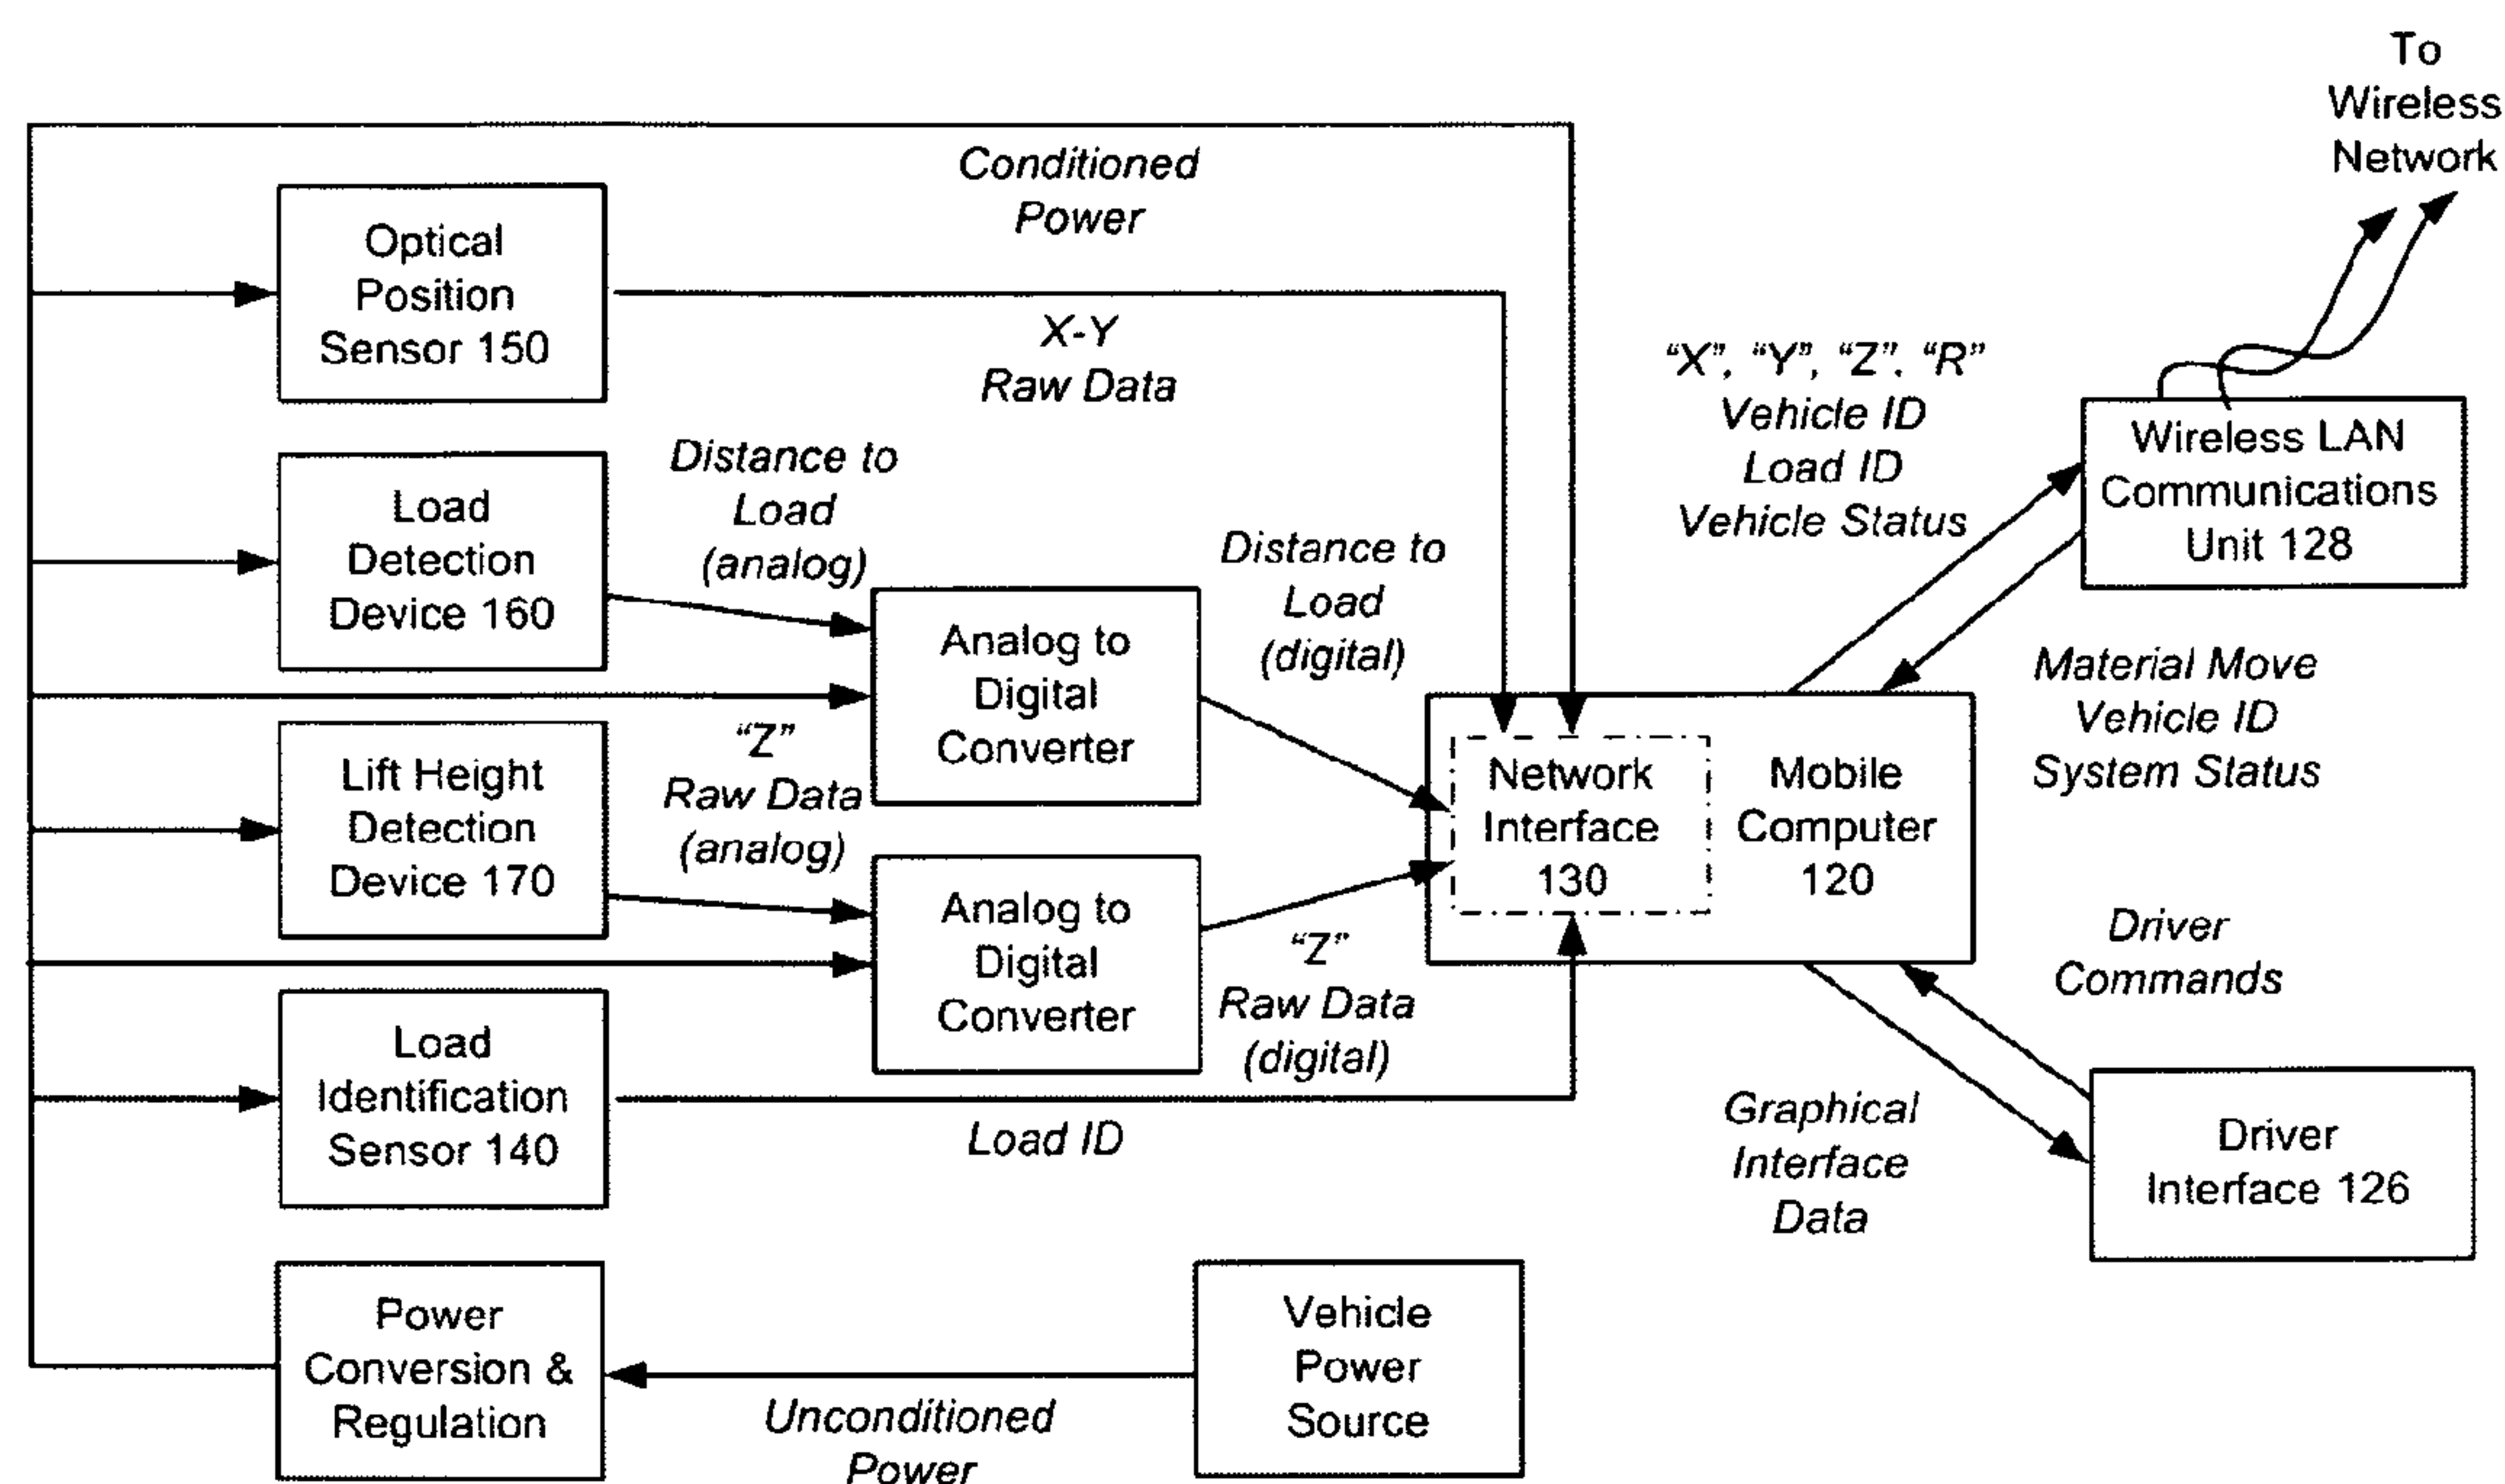 To
Wireless
Network
Conditioned
Power
Optical
Position
Sensor 150
X-Y
Raw Data
“X”, “Y”, “Z”, “R”
Vehicle ID
Load ID
Vehicle Status
Wireless LAN
Communications
Unit 128
Load
Detection
Device 160
Distance to
Load
(analog)
Analog to
Digital
Converter
Distance to
Load
(digital)
Material Move
Vehicle ID
System Status
Lift Height
Detection
Device 170
“Z”
Raw Data
(analog)
Network
Interface
130
Mobile
Computer
120
Analog to
Digital
Converter
“Z”
Raw Data
(digital)
Driver
Commands
Load
Identification
Sensor 140
Load ID
Graphical
Interface
Data
Driver
Interface 126
Power
Conversion &
Regulation
Unconditioned
Power
Vehicle
Power
Source